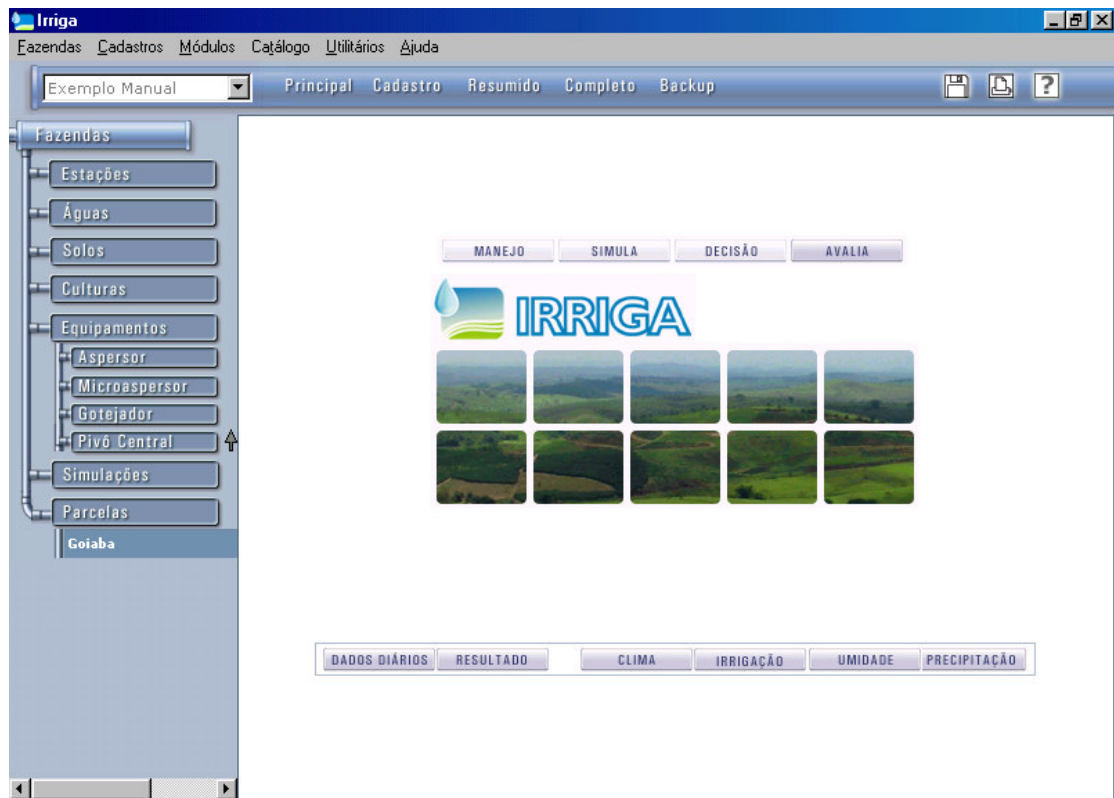 Irriga
Fazendas Cadastros Módulos Catálogo Utilitários Ajuda
Exemplo Manual Principal Cadastro Resumido Completo Backup ?
Fazendas
Estações
Águas
Solos
Culturas
Equipamentos
Aspersor
Microaspersor
Gotejador
Pivô Central
Simulações
Parcelas
Goiaba
MANEJO SIMULA DECISÃO AVALIA
IRRIGA
DADOS DIÁRIOS RESULTADO CLIMA IRRIGAÇÃO UMIDADE PRECIPITAÇÃO